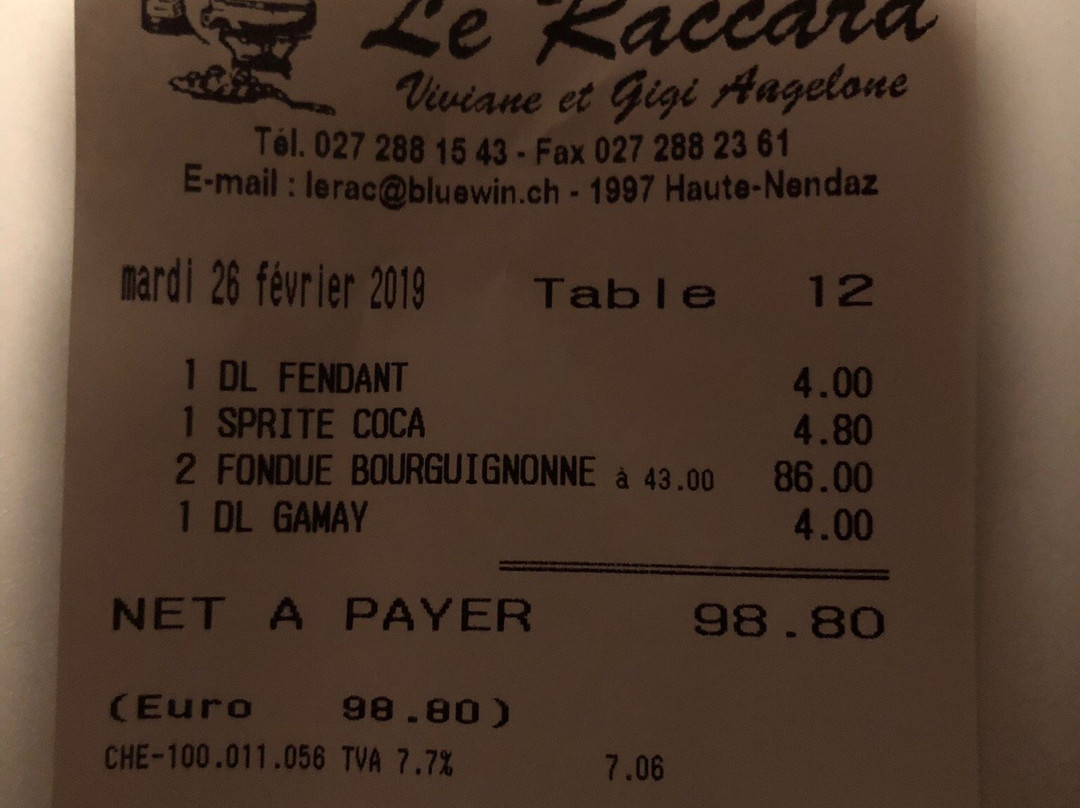 Le Raccard
Viviane et Gigi Angelone
Tél. 027 288 15 43 - Fax 027 288 23 61
E-mail : lerac@bluewin.ch - 1997 Haute-Nendaz
mardi 26 février 2019 Table 12
1 DL FENDANT 4.00
1 SPRITE COCA 4.80
2 FONDUE BOURGUIGNONNE à 43.00 86.00
1 DL GAMAY 4.00
NET A PAYER 98.80
(Euro 98.80)
CHE-100.011.056 TVA 7.7% 7.06